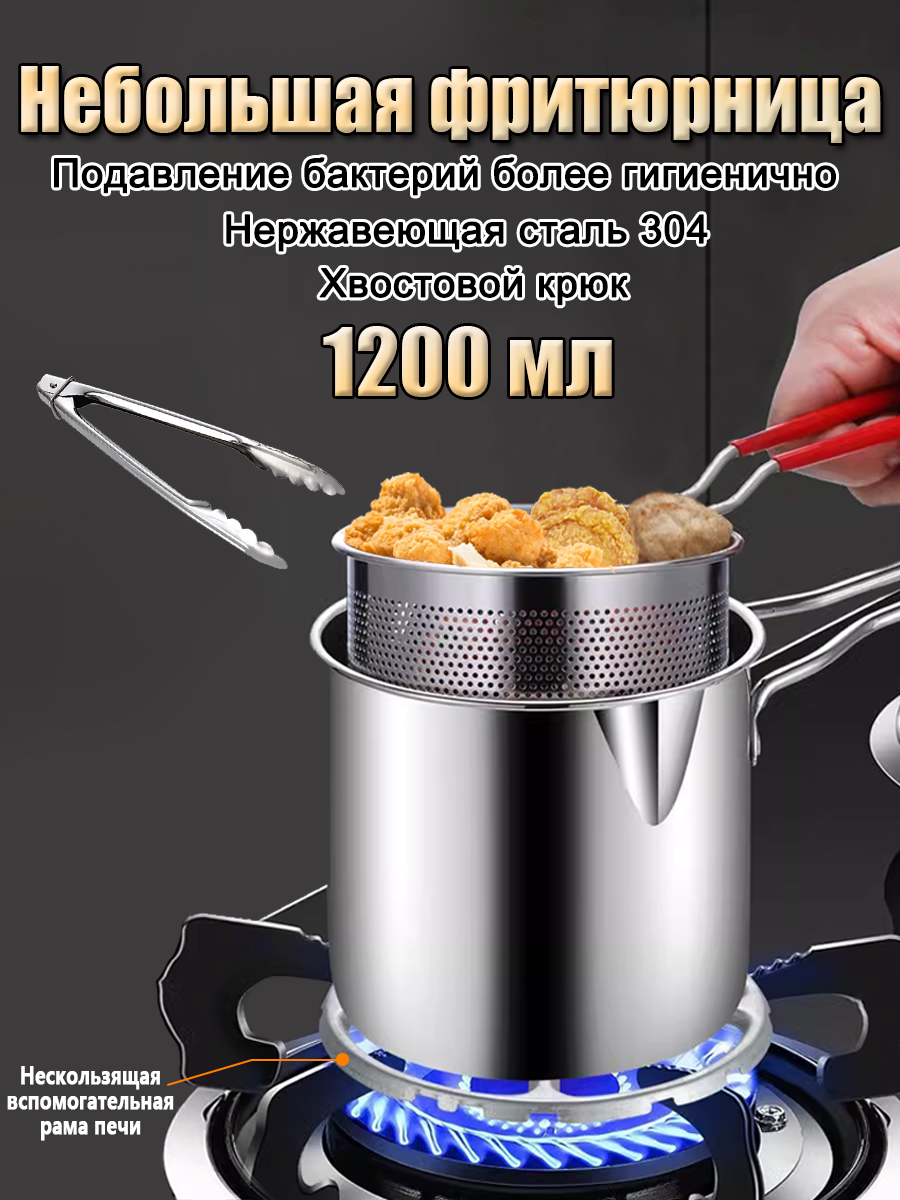 Небольшая фритюрница
Подавление бактерий более гигиенично
Нержавеющая сталь 304
Хвостовой крюк
1200 мл
Нескользящая
вспомогательная
рама печи